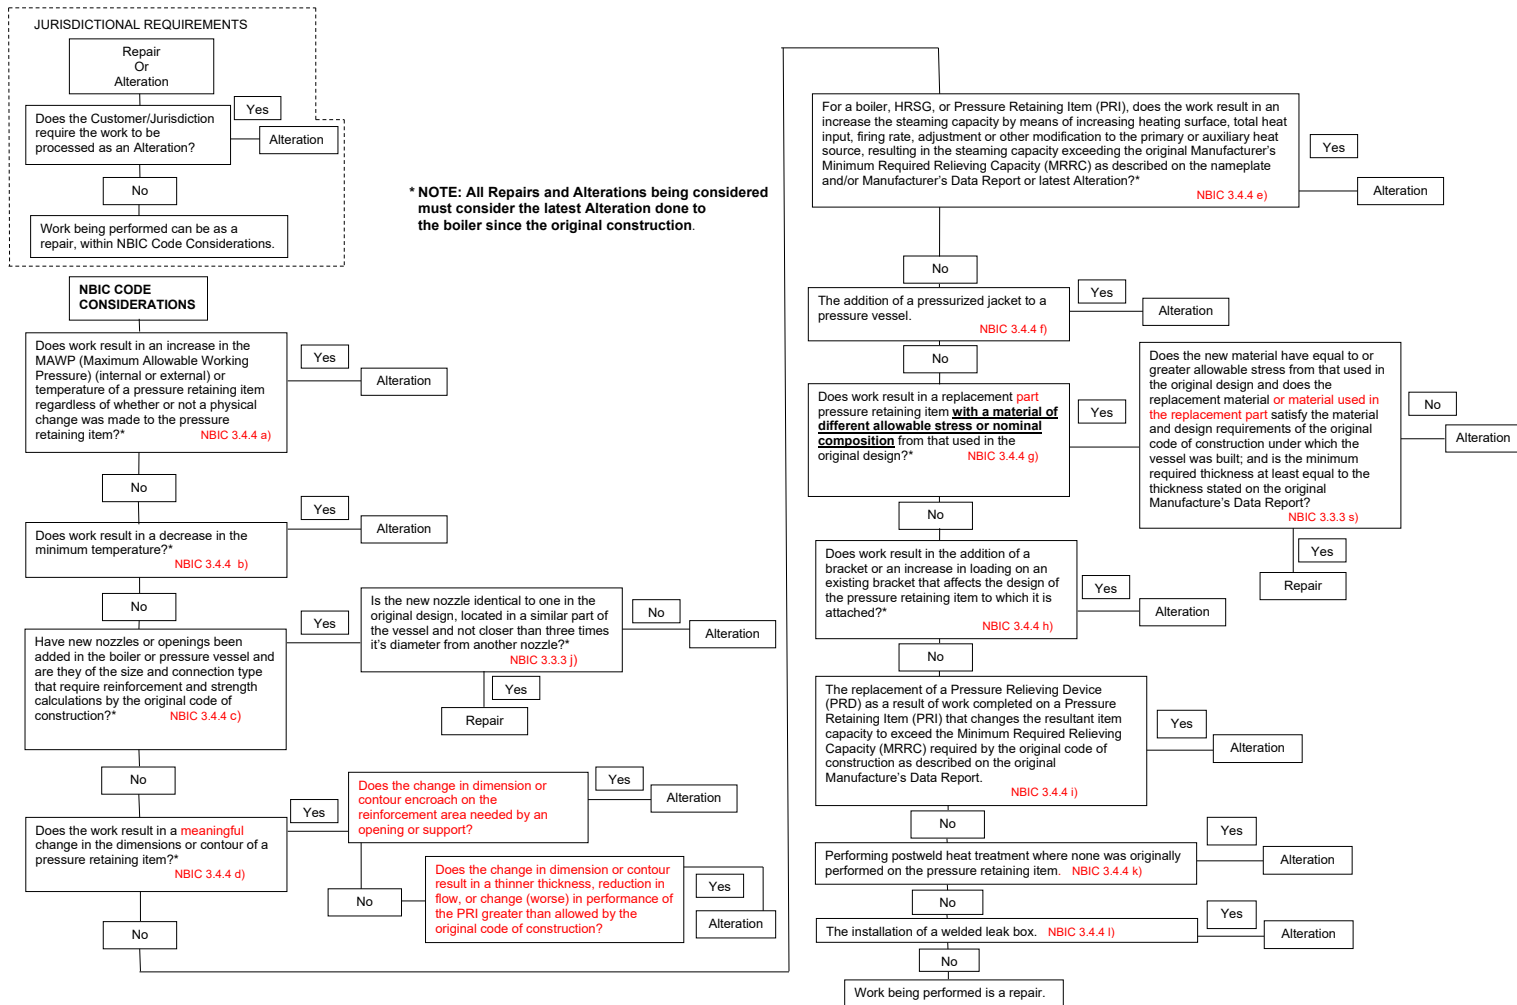 JURISDICTIONAL REQUIREMENTS
Repair
Or
Alteration
Yes
Does the Customer/Jurisdiction
require the work to be
processed as an Alteration?
Alteration
No
Work being performed can be as a
repair, within NBIC Code Considerations.
* NOTE: All Repairs and Alterations being considered
must consider the latest Alteration done to
the boiler since the original construction.
NBIC CODE
CONSIDERATIONS
Does work result in an increase in the
MAWP (Maximum Allowable Working
Pressure) (internal or external) or
temperature of a pressure retaining item
regardless of whether or not a physical
change was made to the pressure
retaining item?* NBIC 3.4.4 a)
Yes
Alteration
No
Does work result in a decrease in the
minimum temperature?*
NBIC 3.4.4 b)
Yes
Alteration
No
Have new nozzles or openings been
added in the boiler or pressure vessel and
are they of the size and connection type
that require reinforcement and strength
calculations by the original code of
construction?* NBIC 3.4.4 c)
Yes
Is the new nozzle identical to one in the
original design, located in a similar part of
the vessel and not closer than three times
it's diameter from another nozzle?*
NBIC 3.3.3 j)
No
Alteration
Yes
Repair
No
Does the work result in a meaningful
change in the dimensions or contour of a
pressure retaining item?*
NBIC 3.4.4 d)
Yes
Does the change in dimension or
contour encroach on the
reinforcement area needed by an
opening or support?
Yes
Alteration
No
Does the change in dimension or contour
result in a thinner thickness, reduction in
flow, or change (worse) in performance of
the PRI greater than allowed by the
original code of construction?
Yes
Alteration
No
For a boiler, HRSG, or Pressure Retaining Item (PRI), does the work result in an
increase the steaming capacity by means of increasing heating surface, total heat
input, firing rate, adjustment or other modification to the primary or auxiliary heat
source, resulting in the steaming capacity exceeding the original Manufacturer's
Minimum Required Relieving Capacity (MRRC) as described on the nameplate
and/or Manufacturer's Data Report or latest Alteration?*
NBIC 3.4.4 e)
Yes
Alteration
No
The addition of a pressurized jacket to a
pressure vessel.
NBIC 3.4.4 f)
Yes
Alteration
No
Does work result in a replacement part
pressure retaining item with a material of
different allowable stress or nominal
composition from that used in the
original design?* NBIC 3.4.4 g)
Yes
Does the new material have equal to or
greater allowable stress from that used in
the original design and does the
replacement material or material used in
the replacement part satisfy the material
and design requirements of the original
code of construction under which the
vessel was built; and is the minimum
required thickness at least equal to the
thickness stated on the original
Manufacture's Data Report?
NBIC 3.3.3 s)
No
Alteration
Yes
Repair
No
Does work result in the addition of a
bracket or an increase in loading on an
existing bracket that affects the design of
the pressure retaining item to which it is
attached?*
NBIC 3.4.4 h)
Yes
Alteration
No
The replacement of a Pressure Relieving Device
(PRD) as a result of work completed on a Pressure
Retaining Item (PRI) that changes the resultant item
capacity to exceed the Minimum Required Relieving
Capacity (MRRC) required by the original code of
construction as described on the original
Manufacture's Data Report.
NBIC 3.4.4 i)
Yes
Alteration
No
Performing postweld heat treatment where none was originally
performed on the pressure retaining item. NBIC 3.4.4 k)
Yes
Alteration
No
The installation of a welded leak box. NBIC 3.4.4 l)
Yes
Alteration
No
Work being performed is a repair.